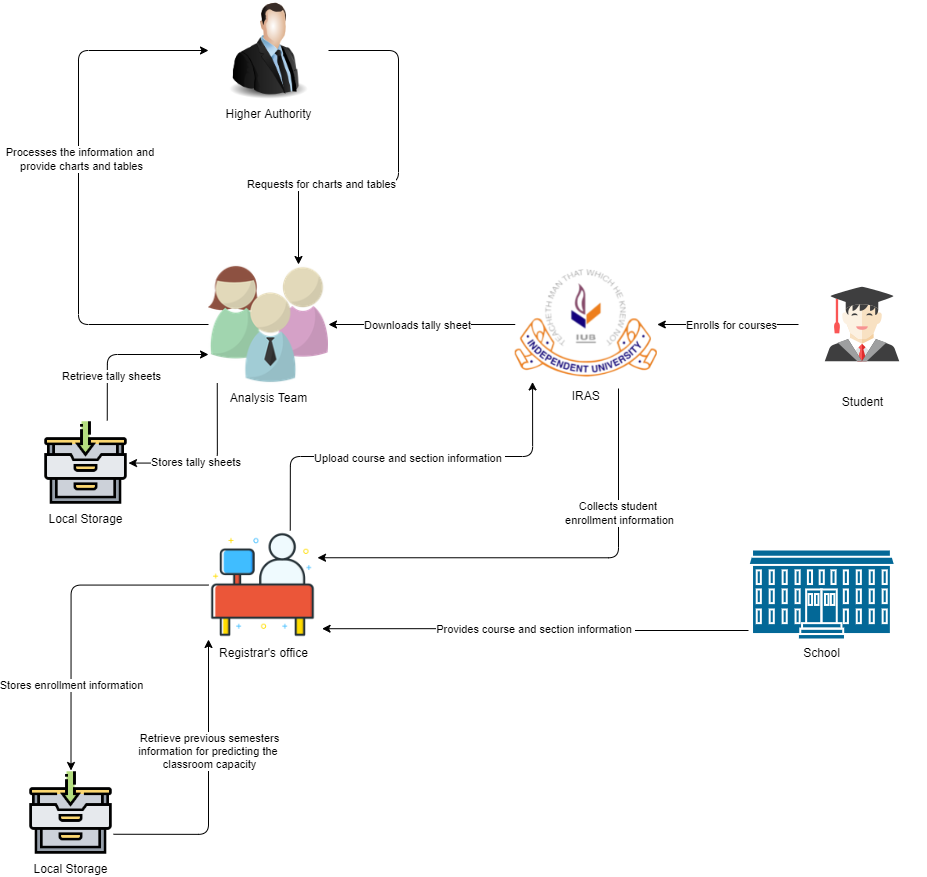 Higher Authority
Processes the information and
provide charts and tables
Requests for charts and tables
TEACHETH MAN THAT WHICH HE KNEW NOT
IUB
INDEPENDENT UNIVERSITY
Downloads tally sheet
Enrolls for courses
Retrieve tally sheets
Analysis Team
IRAS
Student
Upload course and section information
Stores tally sheets
Local Storage
Collects student
enrollment information
Provides course and section information
Registrar's office
School
Stores enrollment information
Retrieve previous semesters
information for predicting the
classroom capacity
Local Storage